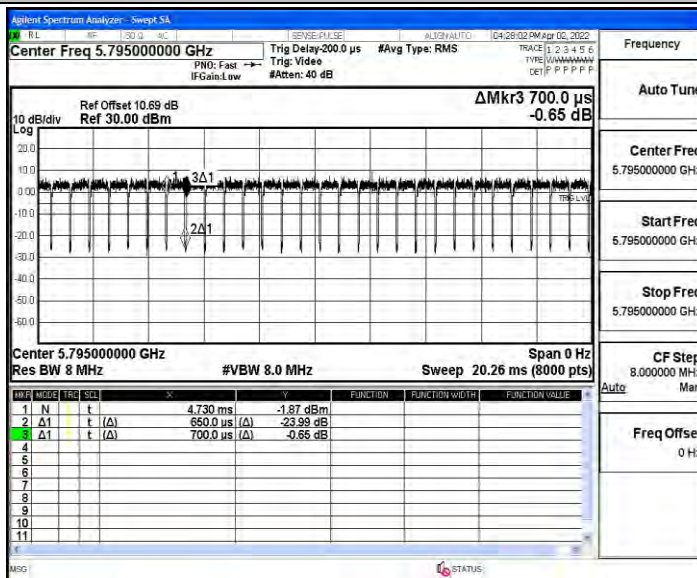 Agilent Spectrum Analyzer - Swept SA
RL RF 50 Ω AC SENSE:PULSE ALIGN AUTO 04:28:02 PM Apr 02, 2022
Center Freq 5.795000000 GHz
PNO: Fast
IFGain:Low
Trig Delay-200.0 µs
Trig: Video
#Atten: 40 dB
#Avg Type: RMS
TRACE 1 2 3 4 5 6
TYPE
DET P P P P P P
Ref Offset 10.69 dB
10 dB/div Ref 30.00 dBm
Log
ΔMkr3 700.0 µs
-0.65 dB
20.0
10.0
0.00
-10.0
-20.0
-30.0
-40.0
-50.0
-60.0
1
3Δ1
2Δ1
TRIG LVL
Center 5.795000000 GHz Span 0 Hz
Res BW 8 MHz #VBW 8.0 MHz Sweep 20.26 ms (8000 pts)
MKR MODE TRC SCL X Y FUNCTION FUNCTION WIDTH FUNCTION VALUE
1 N t 4.730 ms -1.87 dBm
2 Δ1 t (Δ) 650.0 µs (Δ) -23.99 dB
3 Δ1 t (Δ) 700.0 µs (Δ) -0.65 dB
4
5
6
7
8
9
10
11
MSG STATUS
Frequency
Auto Tune
Center Freq
5.795000000 GHz
Start Freq
5.795000000 GHz
Stop Freq
5.795000000 GHz
CF Step
8.000000 MHz
Auto Man
Freq Offset
0 Hz